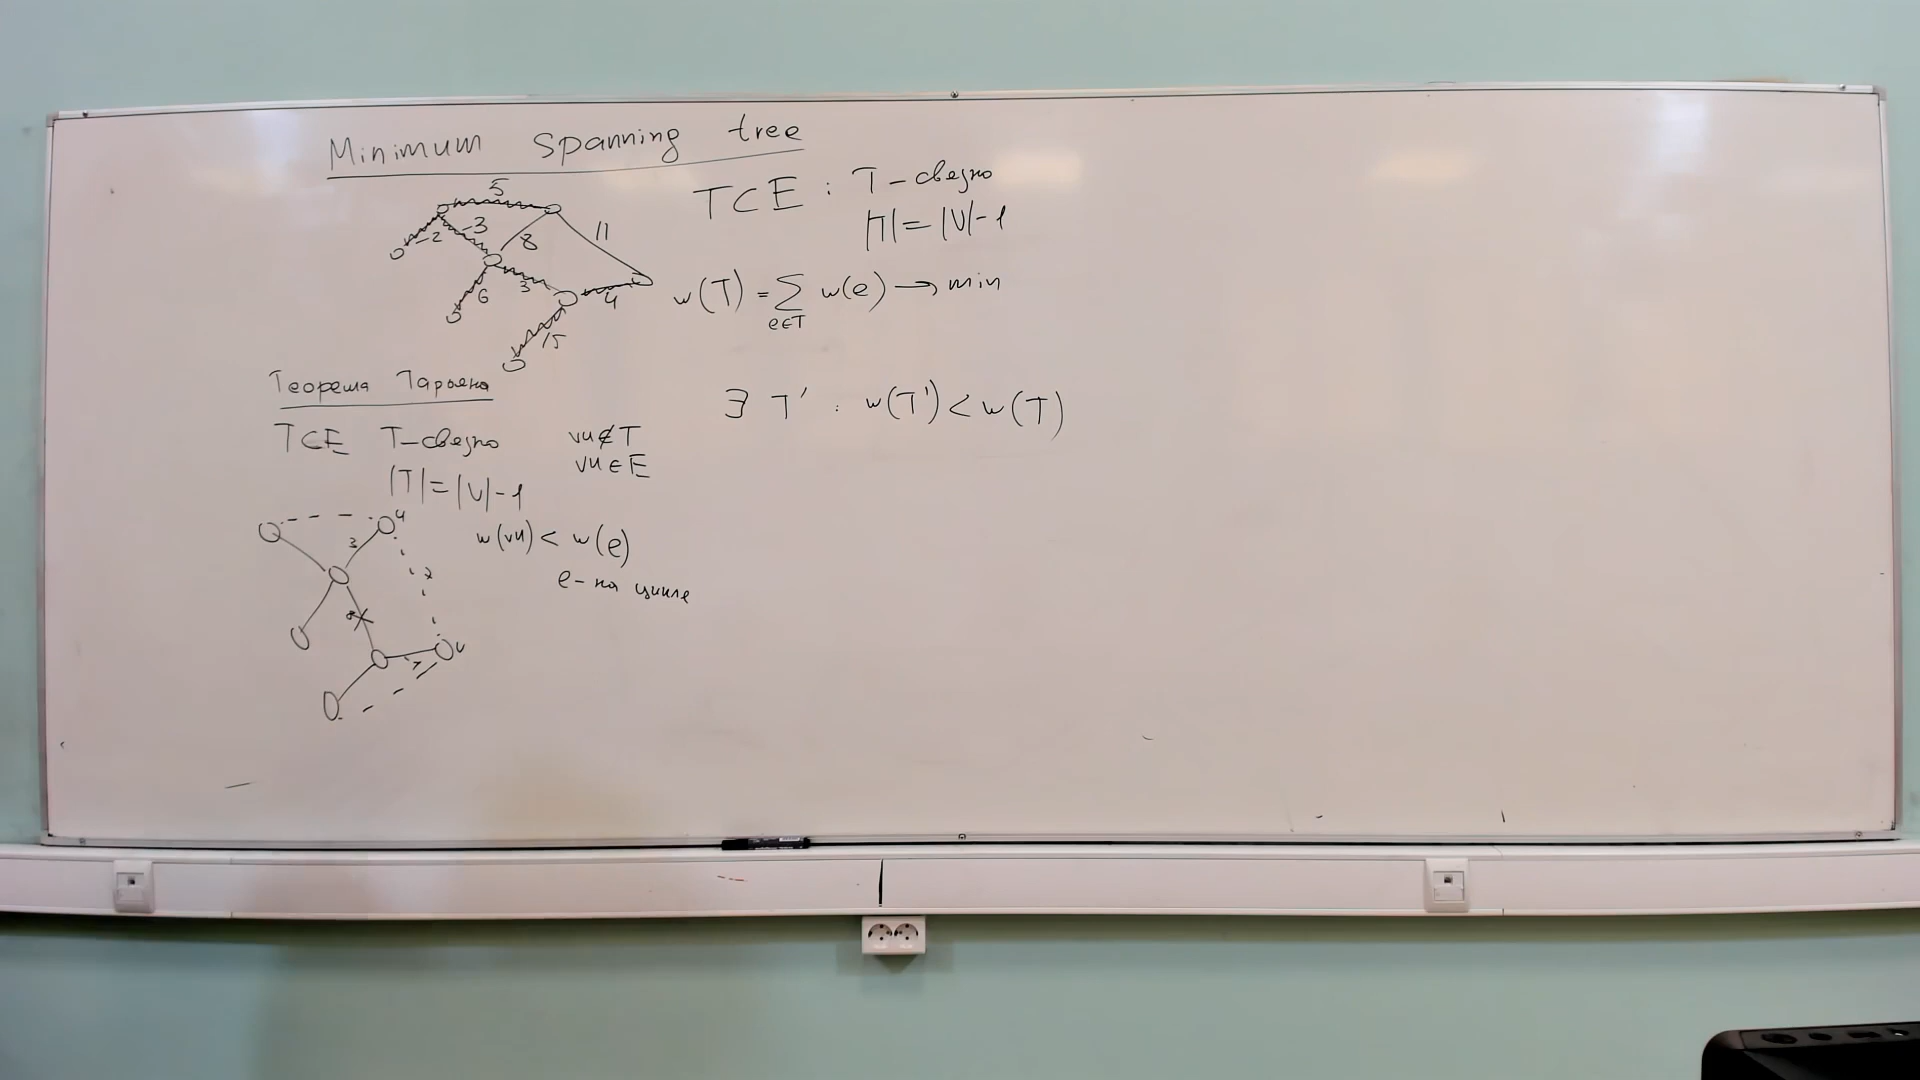 Minimum spanning tree
T⊂E : T-связно
|T|=|V|-1
5
-2
-3
8
11
6
3
4
15
w(T) = ∑ w(e) → min
e∈T
Теорема Тарьяна
T⊂E T-связно
|T|=|V|-1
vu∉T
vu∈E
w(vu) < w(e)
e-на цикле
∃ T' : w(T') < w(T)
u
3
v